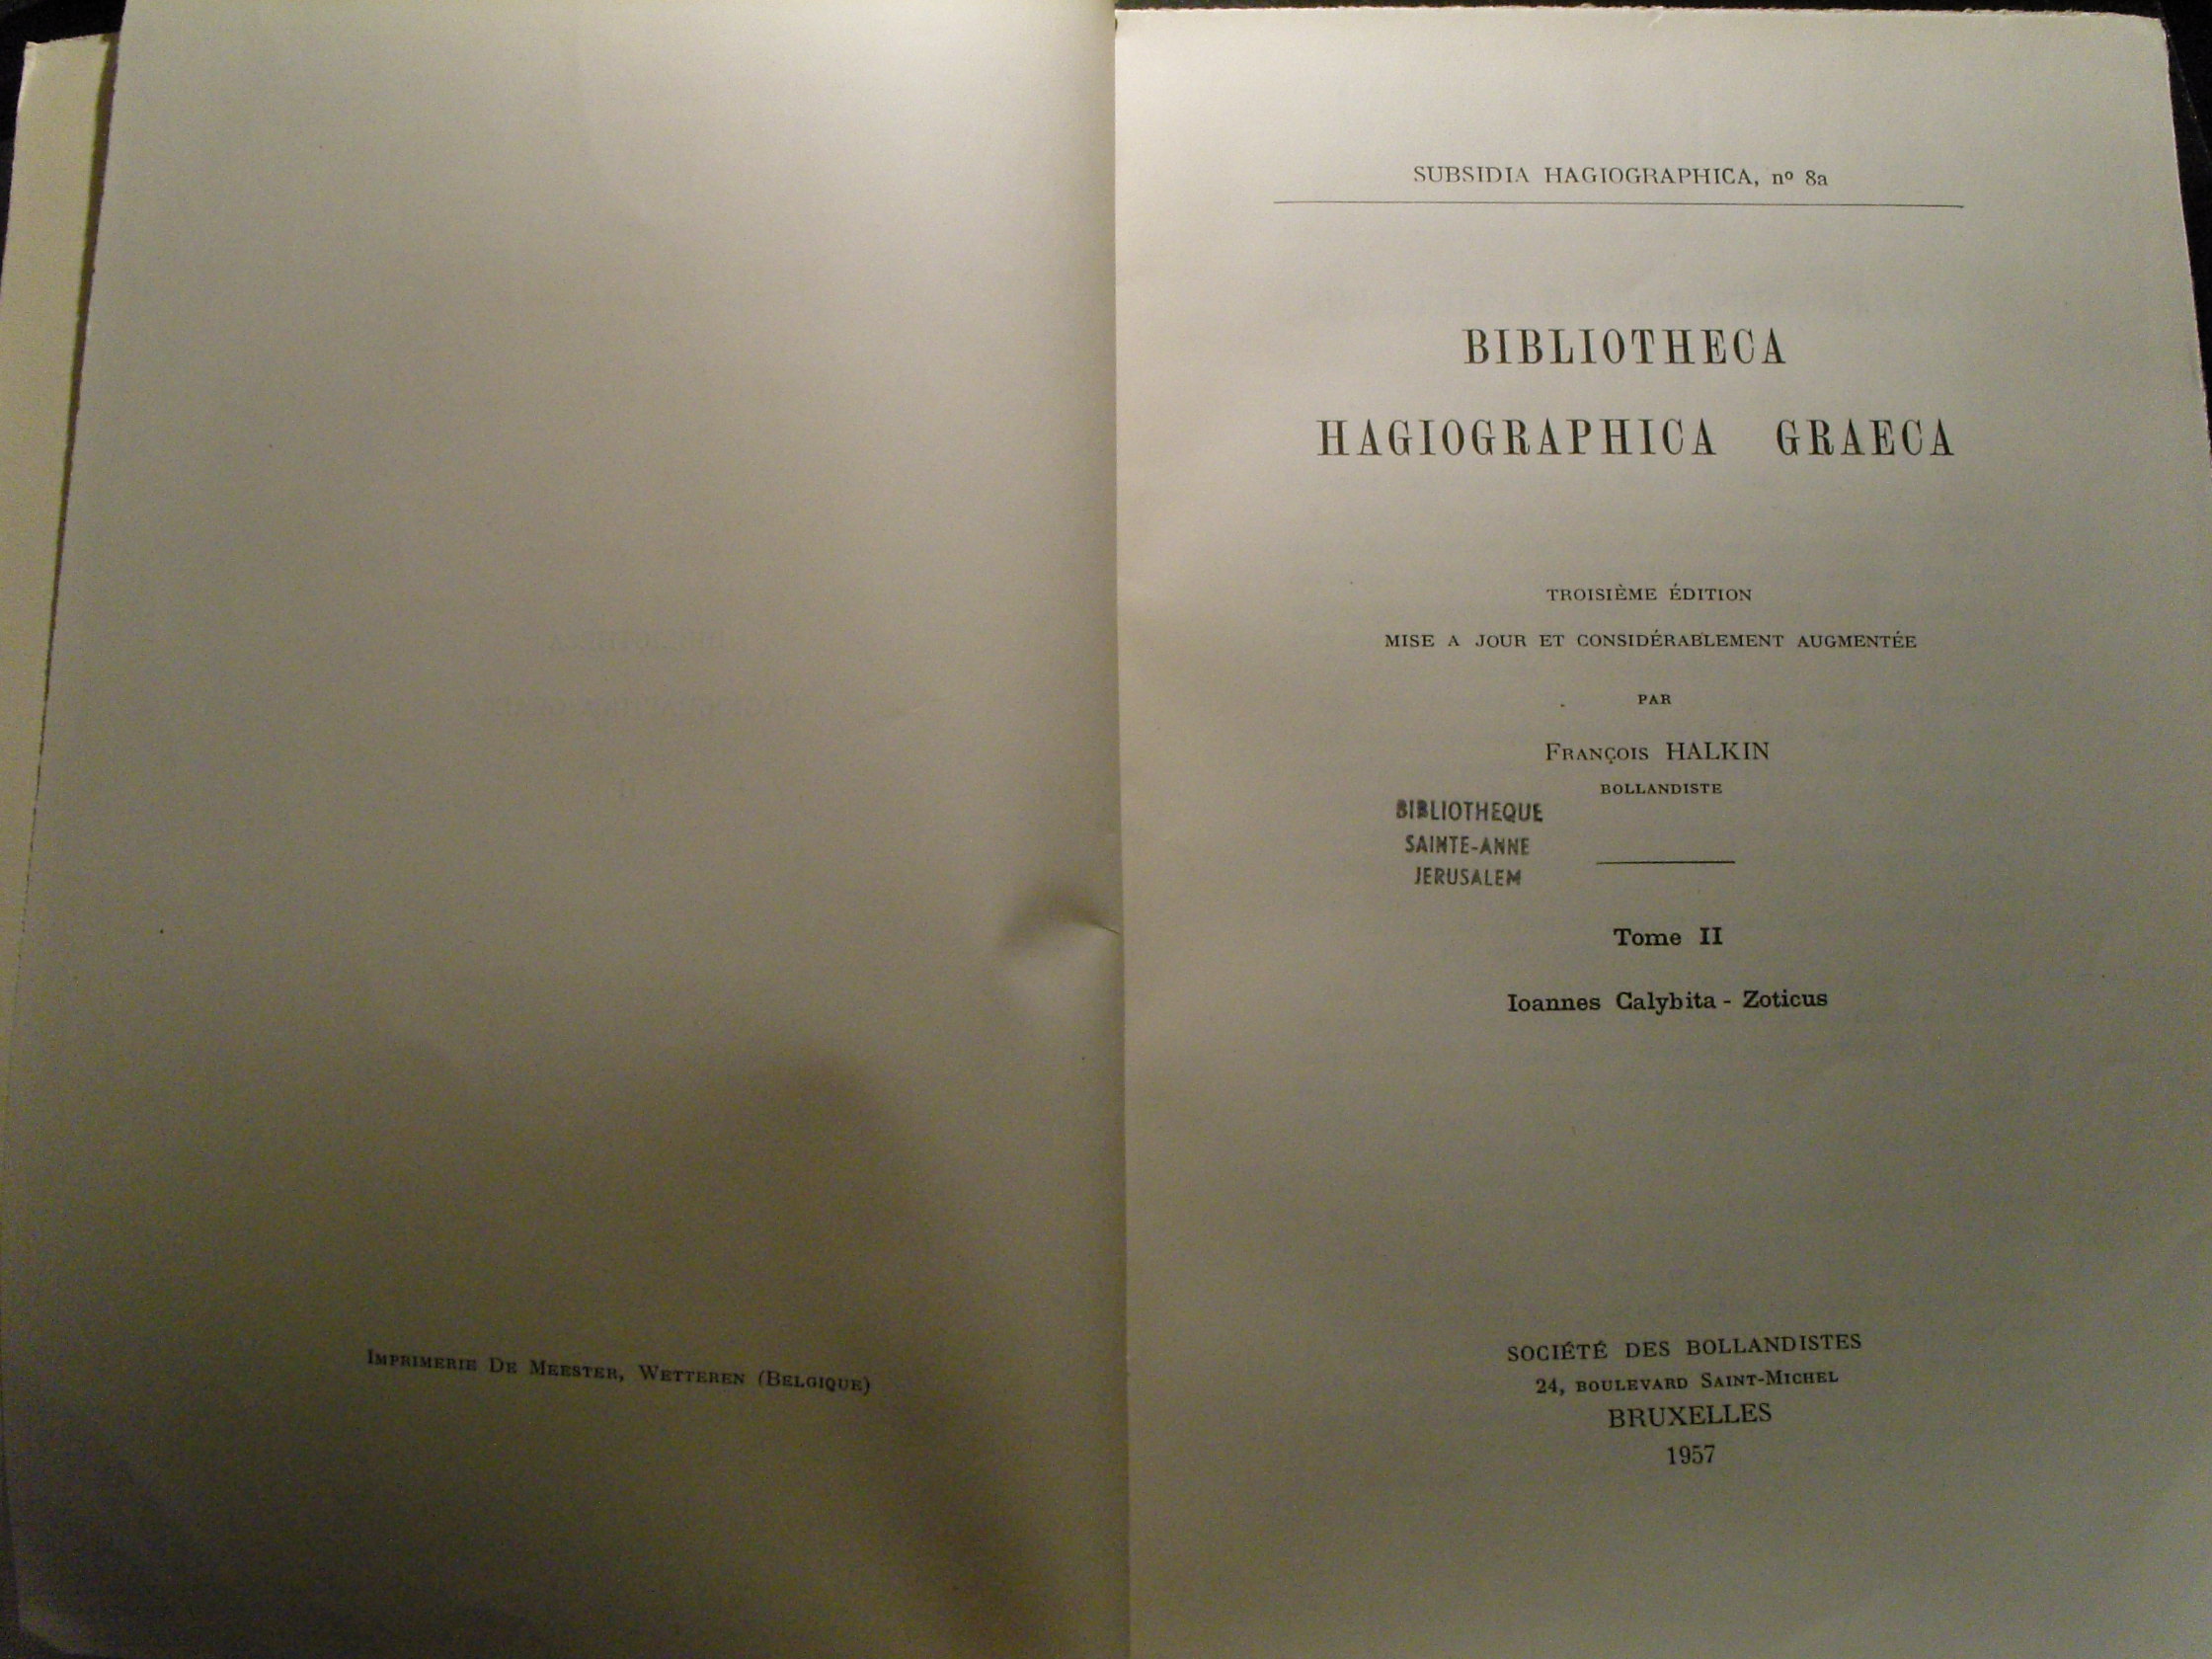 Imprimerie De Meester, Wetteren (Belgique)
SUBSIDIA HAGIOGRAPHICA, nº 8a
BIBLIOTHECA
HAGIOGRAPHICA GRAECA
TROISIÈME ÉDITION
MISE A JOUR ET CONSIDÉRABLEMENT AUGMENTÉE
PAR
François HALKIN
BOLLANDISTE
BIBLIOTHEQUE
SAINTE-ANNE
JERUSALEM
Tome II
Ioannes Calybita - Zoticus
SOCIÉTÉ DES BOLLANDISTES
24, BOULEVARD SAINT-MICHEL
BRUXELLES
1957